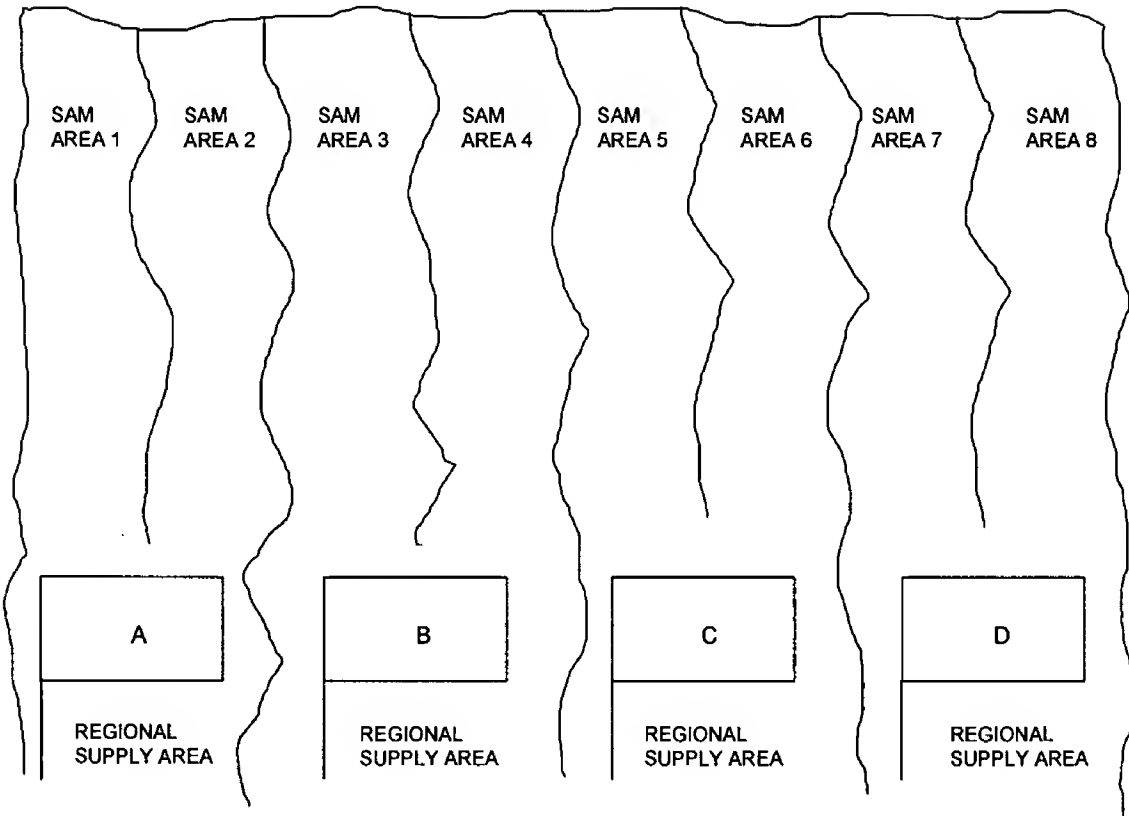 SAM
AREA 1
SAM
AREA 2
SAM
AREA 3
SAM
AREA 4
SAM
AREA 5
SAM
AREA 6
SAM
AREA 7
SAM
AREA 8
A
B
C
D
REGIONAL
SUPPLY AREA
REGIONAL
SUPPLY AREA
REGIONAL
SUPPLY AREA
REGIONAL
SUPPLY AREA